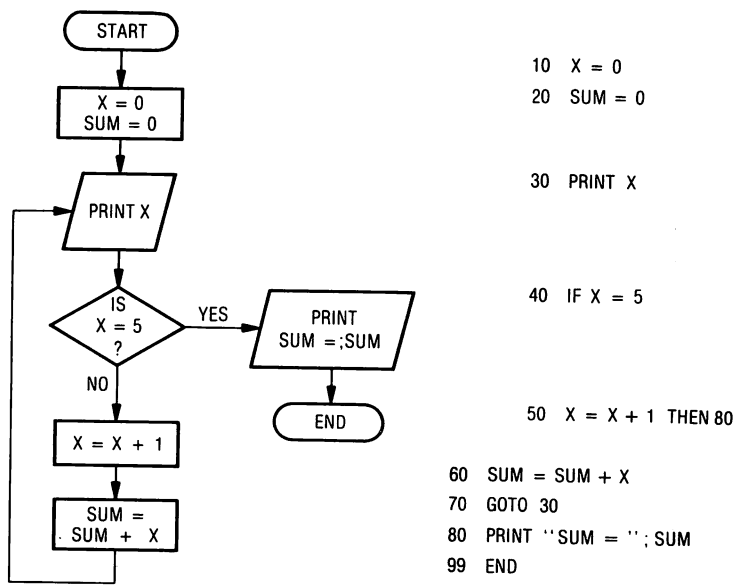 START
X = 0
SUM = 0
PRINT X
IS
X = 5
?
YES
NO
PRINT
SUM =;SUM
END
X = X + 1
SUM =
SUM + X
10 X = 0
20 SUM = 0
30 PRINT X
40 IF X = 5
50 X = X + 1 THEN 80
60 SUM = SUM + X
70 GOTO 30
80 PRINT ‘‘SUM = ’’; SUM
99 END